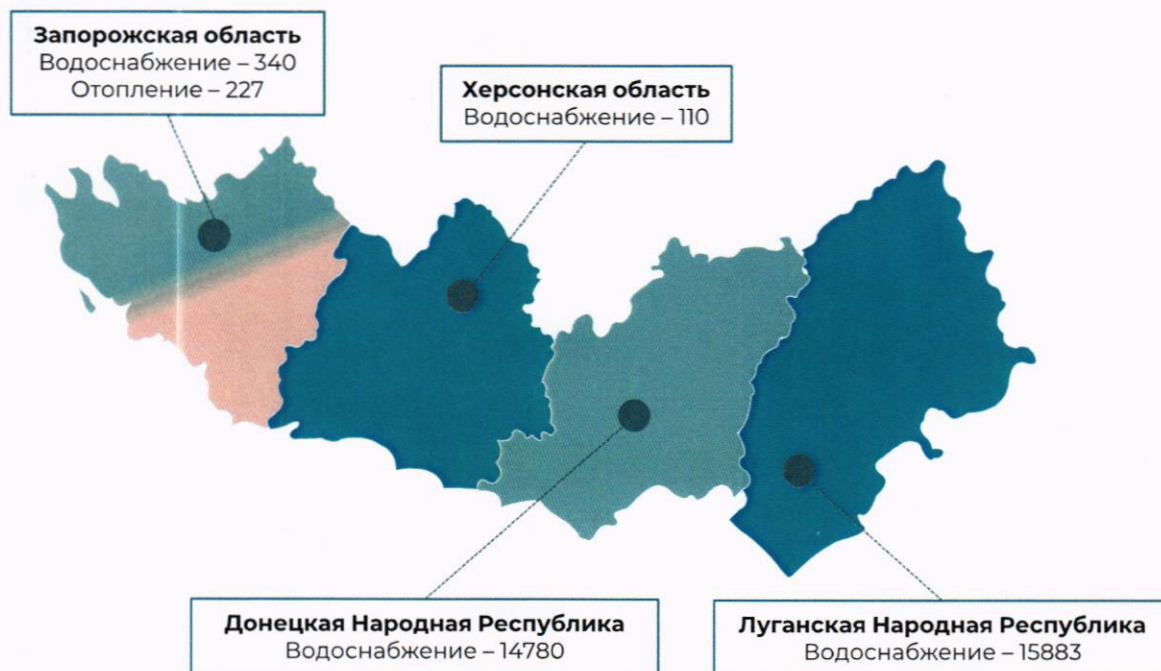 Запорожская область
Водоснабжение – 340
Отопление – 227
Херсонская область
Водоснабжение – 110
Донецкая Народная Республика
Водоснабжение – 14780
Луганская Народная Республика
Водоснабжение – 15883